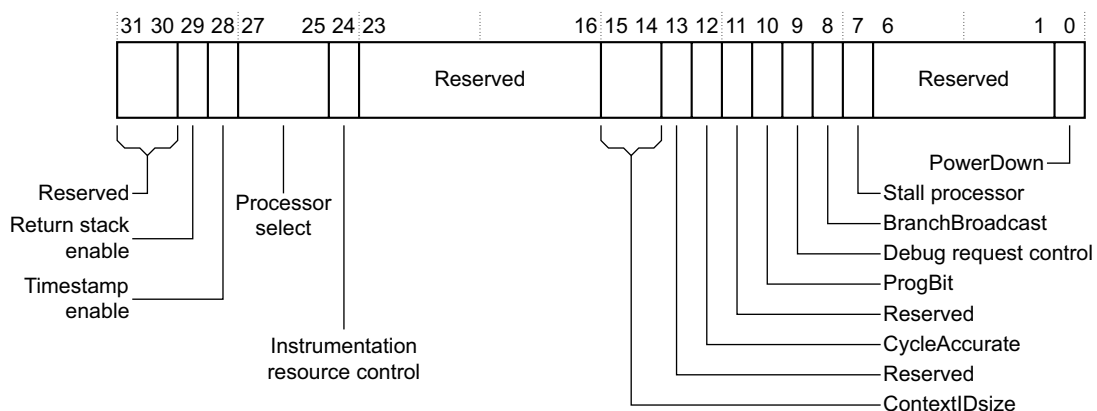 31 30 29 28 27 25 24 23 16 15 14 13 12 11 10 9 8 7 6 1 0
Reserved Reserved
PowerDown
Reserved
Return stack
enable
Timestamp
enable
Processor
select
Instrumentation
resource control
Stall processor
BranchBroadcast
Debug request control
ProgBit
Reserved
CycleAccurate
Reserved
ContextIDsize